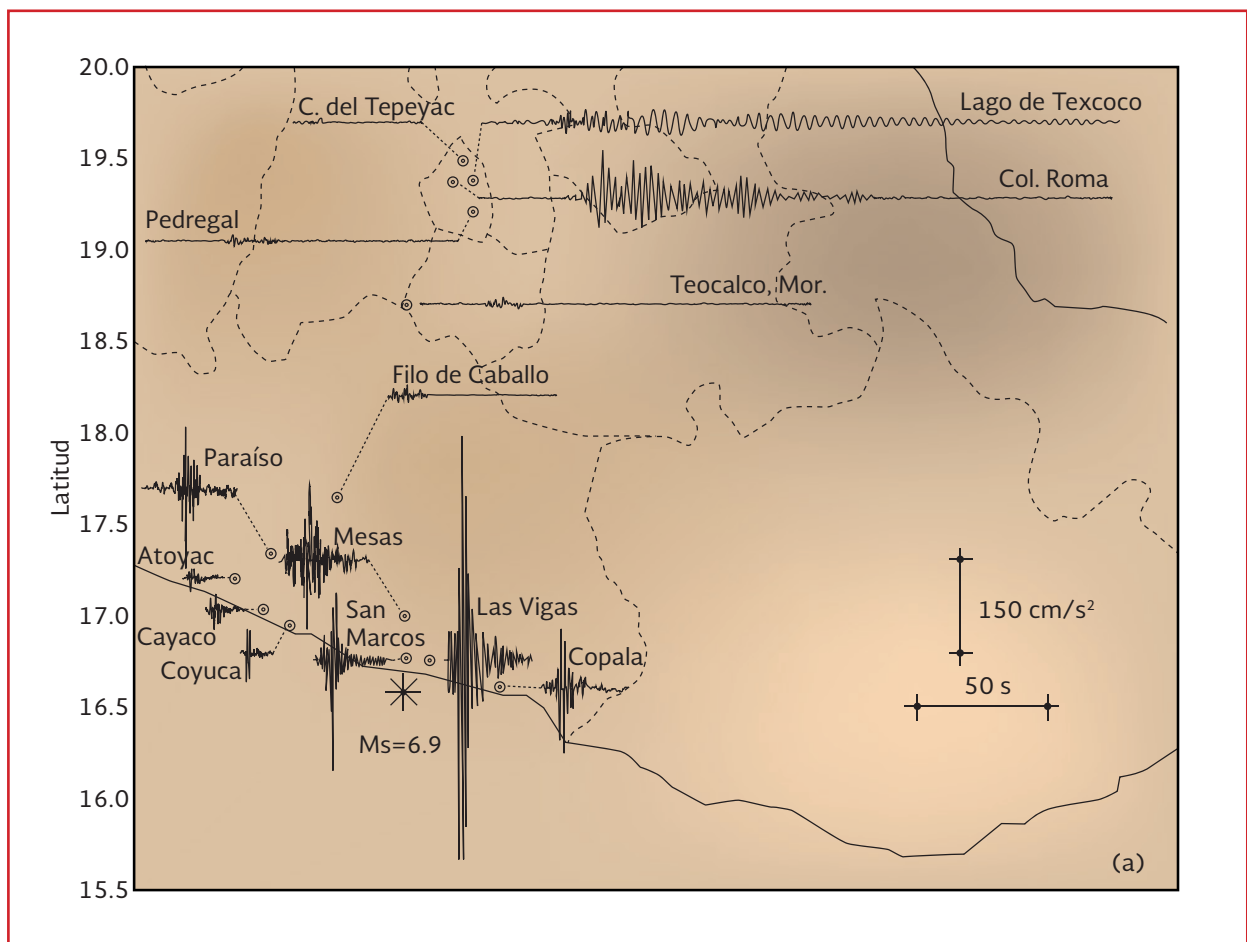 20.0
C. del Tepeyac
Lago de Texcoco
19.5
Col. Roma
Pedregal
19.0
Teocalco, Mor.
18.5
Filo de Caballo
18.0
Paraíso
Latitud
17.5
Mesas
Atoyac
17.0
San
Marcos
Las Vigas
150 cm/s²
Cayaco
Coyuca
Copala
50 s
16.5
Ms=6.9
16.0
(a)
15.5